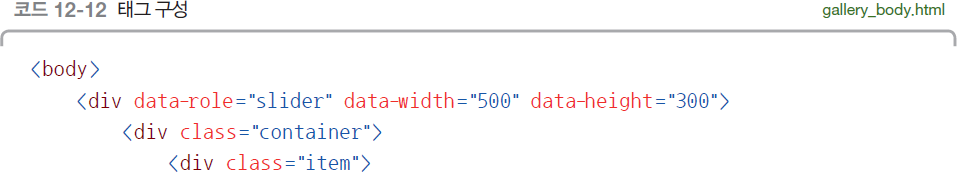 코드 12-12 태그 구성 gallery_body.html
<body>
<div data-role="slider" data-width="500" data-height="300">
<div class="container">
<div class="item">